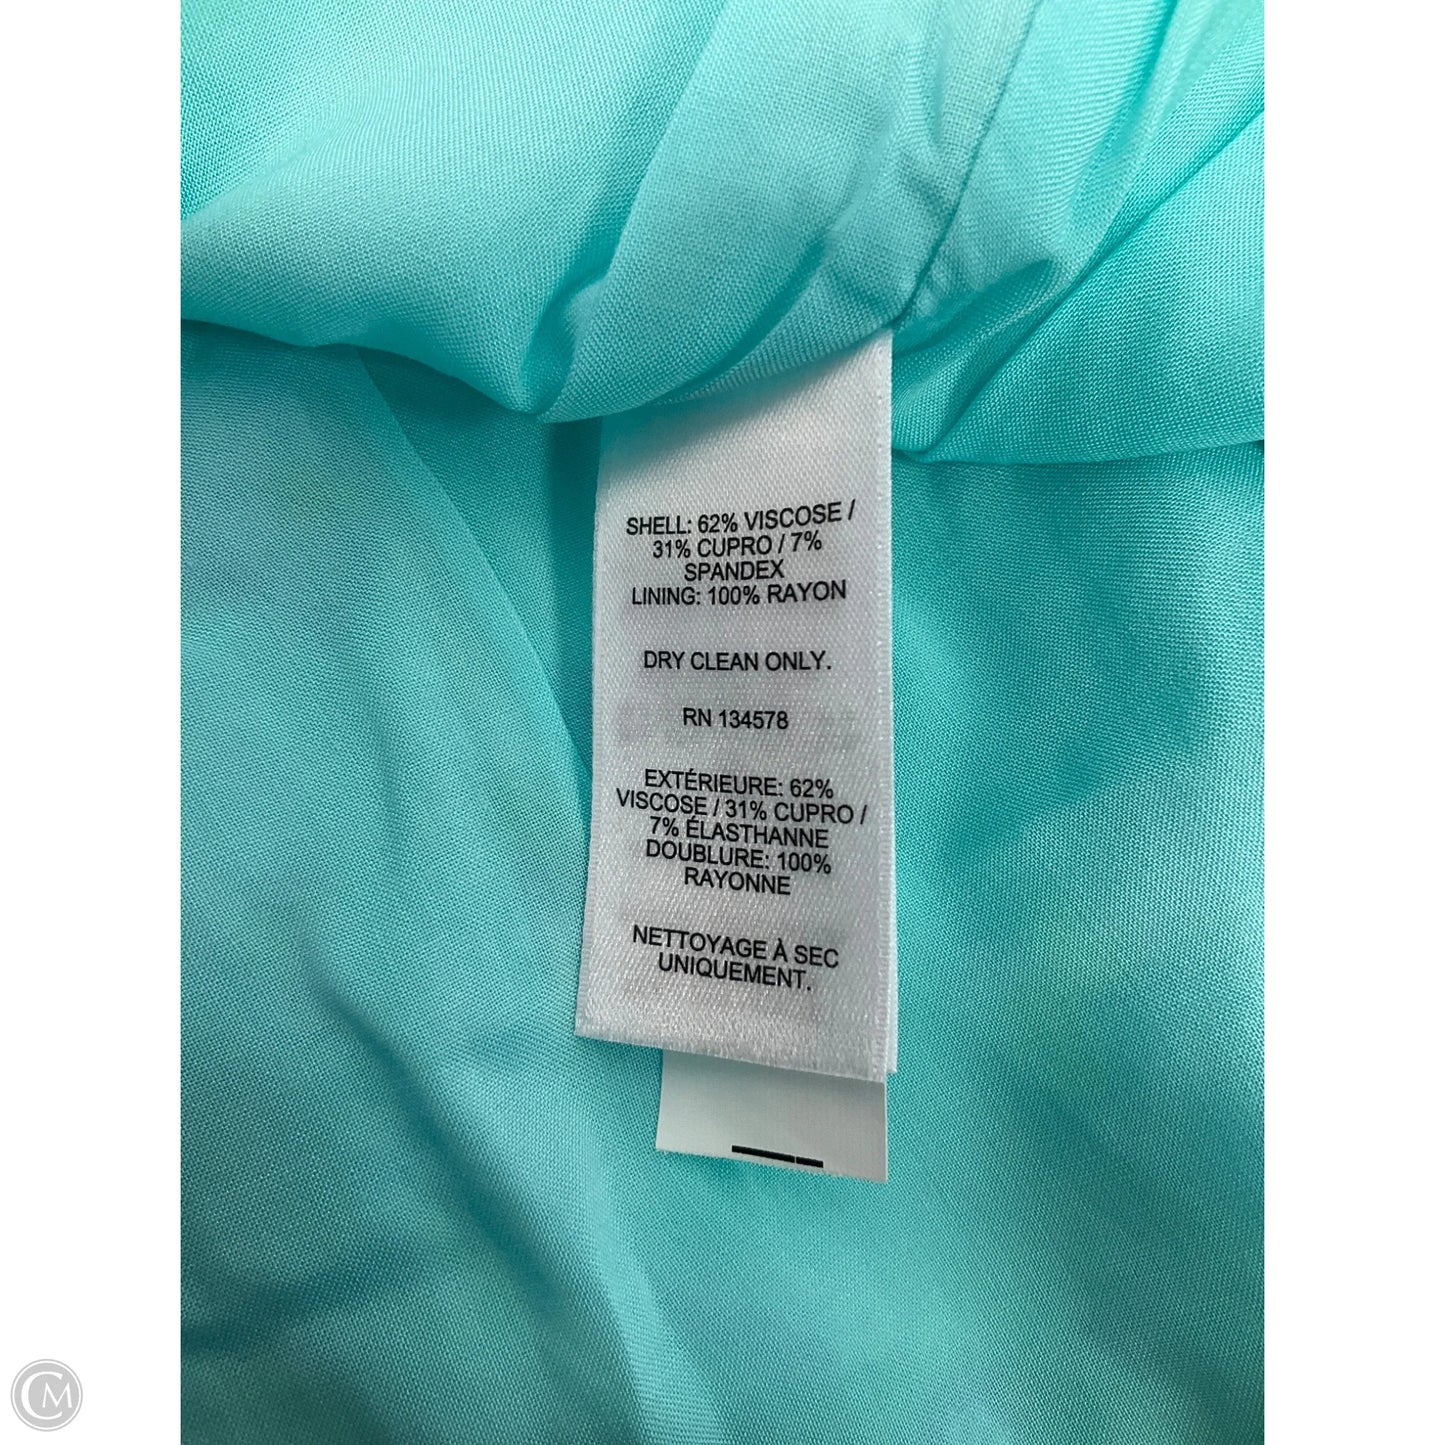 SHELL: 62% VISCOSE /
31% CUPRO / 7%
SPANDEX
LINING: 100% RAYON
DRY CLEAN ONLY.
RN 134578
EXTÉRIEURE: 62%
VISCOSE / 31% CUPRO /
7% ÉLASTHANNE
DOUBLURE: 100%
RAYONNE
NETTOYAGE À SEC
UNIQUEMENT.
CM